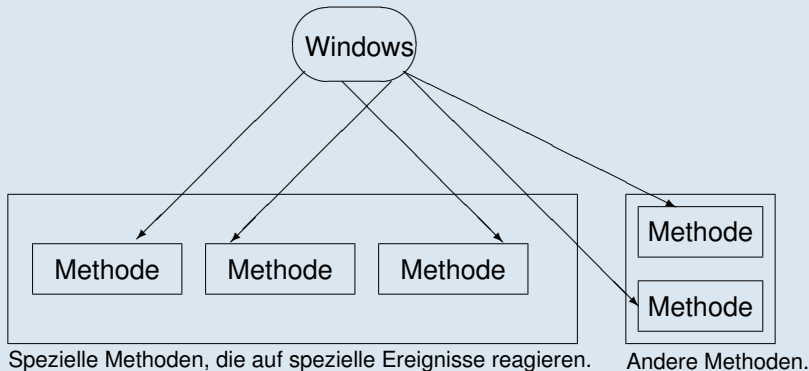 Windows
Methode
Methode
Methode
Methode
Methode
Spezielle Methoden, die auf spezielle Ereignisse reagieren.
Andere Methoden.